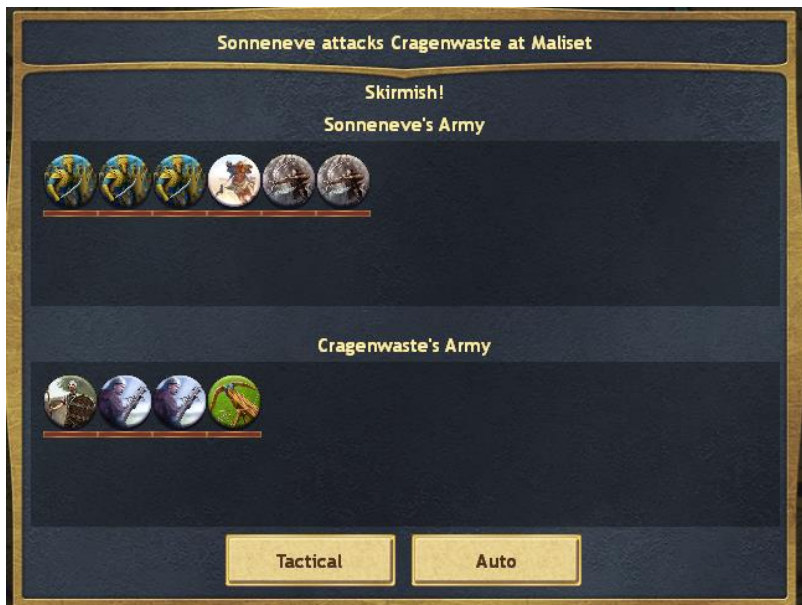 Sonneneve attacks Cragenwaste at Maliset
Skirmish!
Sonneneve's Army
Cragenwaste's Army
Tactical
Auto